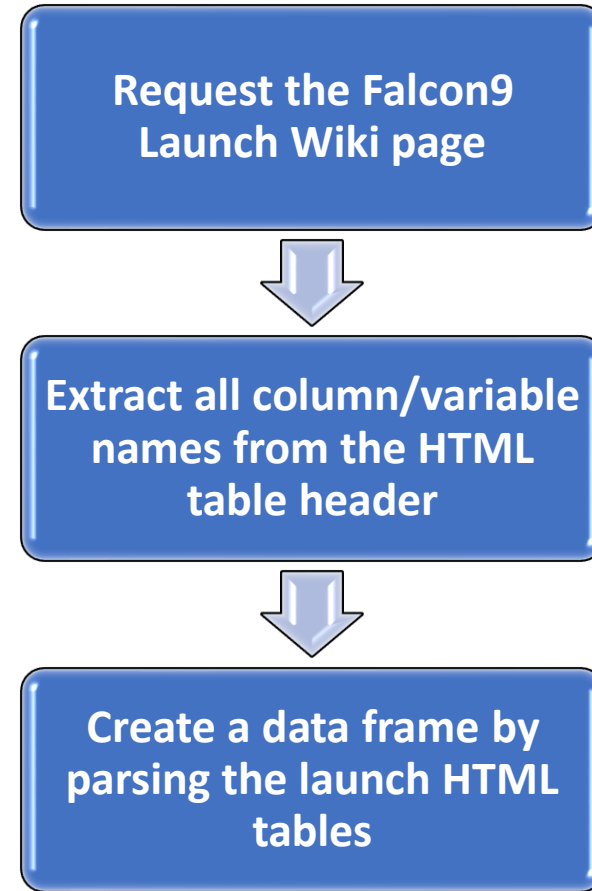 Request the Falcon9
Launch Wiki page
Extract all column/variable
names from the HTML
table header
Create a data frame by
parsing the launch HTML
tables